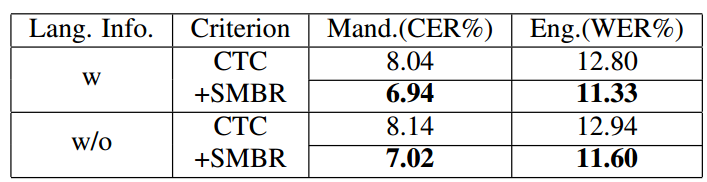 Lang. Info. Criterion Mand.(CER%) Eng.(WER%)
w CTC 8.04 12.80
+SMBR 6.94 11.33
w/o CTC 8.14 12.94
+SMBR 7.02 11.60